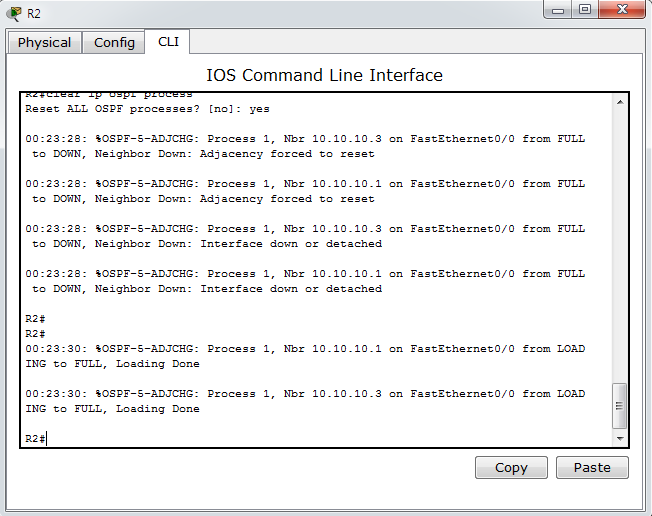 R2
Physical Config CLI
IOS Command Line Interface
R2#clear ip ospf process
Reset ALL OSPF processes? [no]: yes
00:23:28: %OSPF-5-ADJCHG: Process 1, Nbr 10.10.10.3 on FastEthernet0/0 from FULL
to DOWN, Neighbor Down: Adjacency forced to reset
00:23:28: %OSPF-5-ADJCHG: Process 1, Nbr 10.10.10.1 on FastEthernet0/0 from FULL
to DOWN, Neighbor Down: Adjacency forced to reset
00:23:28: %OSPF-5-ADJCHG: Process 1, Nbr 10.10.10.3 on FastEthernet0/0 from FULL
to DOWN, Neighbor Down: Interface down or detached
00:23:28: %OSPF-5-ADJCHG: Process 1, Nbr 10.10.10.1 on FastEthernet0/0 from FULL
to DOWN, Neighbor Down: Interface down or detached
R2#
R2#
00:23:30: %OSPF-5-ADJCHG: Process 1, Nbr 10.10.10.1 on FastEthernet0/0 from LOAD
ING to FULL, Loading Done
00:23:30: %OSPF-5-ADJCHG: Process 1, Nbr 10.10.10.3 on FastEthernet0/0 from LOAD
ING to FULL, Loading Done
R2#
Copy Paste